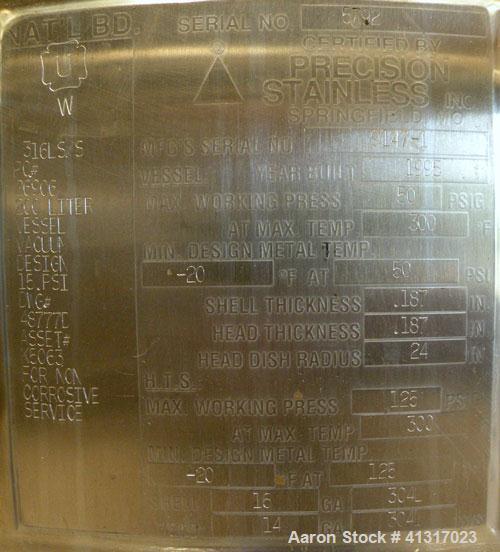 NAT'L BD. SERIAL NO.
U
W
CERTIFIED BY
PRECISION
STAINLESS INC
SPRINGFIELD, MO
316LS/S
200 LITER
VESSEL
VACUUM
DESIGN
15.PSI
DWG#
48777D
ASSET#
FOR NON
CORROSIVE
SERVICE
MFG'S SERIAL NO. 9147-1
VESSEL: YEAR BUILT 1995
MAX. WORKING PRESS 50 PSIG
AT MAX. TEMP 300 °F
MIN. DESIGN METAL TEMP.
-20 °F AT 50 PSI
SHELL THICKNESS .187 IN.
HEAD THICKNESS .187 IN.
HEAD DISH RADIUS 24 IN.
H.T.S.:
MAX. WORKING PRESS 125 PSIG
AT MAX. TEMP 300
MIN. DESIGN METAL TEMP
-20 °F AT 125
SHELL 16 GA 304L
14 GA 304L
Aaron Stock # 41317023